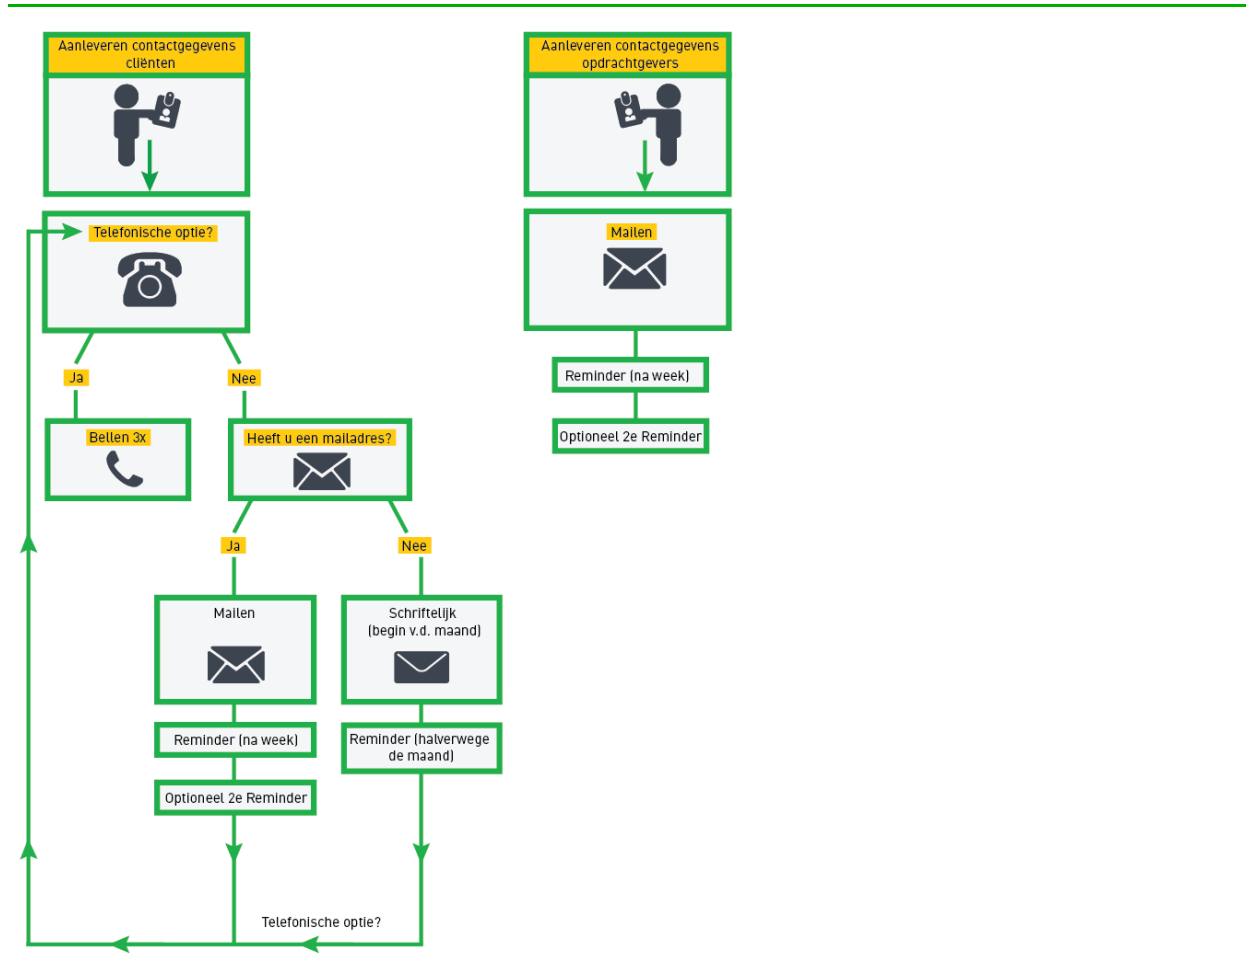 Aanleveren contactgegevens
cliënten
Telefonische optie?
Ja
Nee
Bellen 3x
Heeft u een mailadres?
Ja
Nee
Mailen
Schriftelijk
(begin v.d. maand)
Reminder (na week)
Reminder (halverwege
de maand)
Optioneel 2e Reminder
Telefonische optie?
Aanleveren contactgegevens
opdrachtgevers
Mailen
Reminder (na week)
Optioneel 2e Reminder